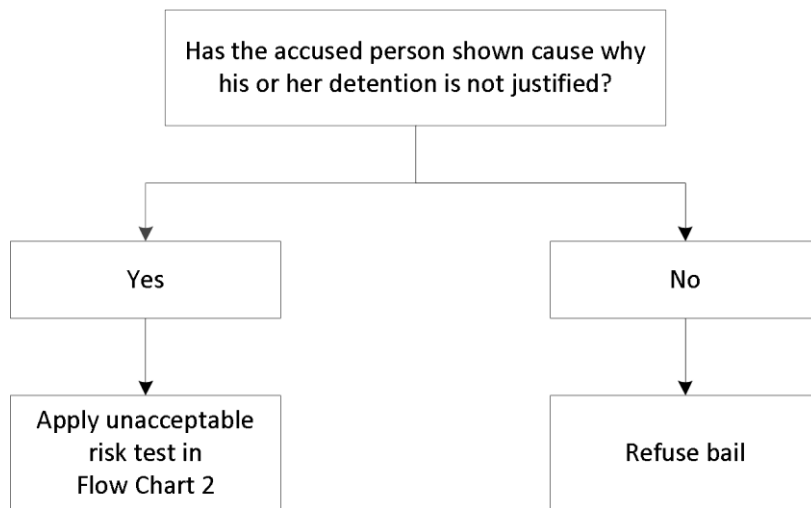 Has the accused person shown cause why
his or her detention is not justified?
Yes
No
Apply unacceptable
risk test in
Flow Chart 2
Refuse bail